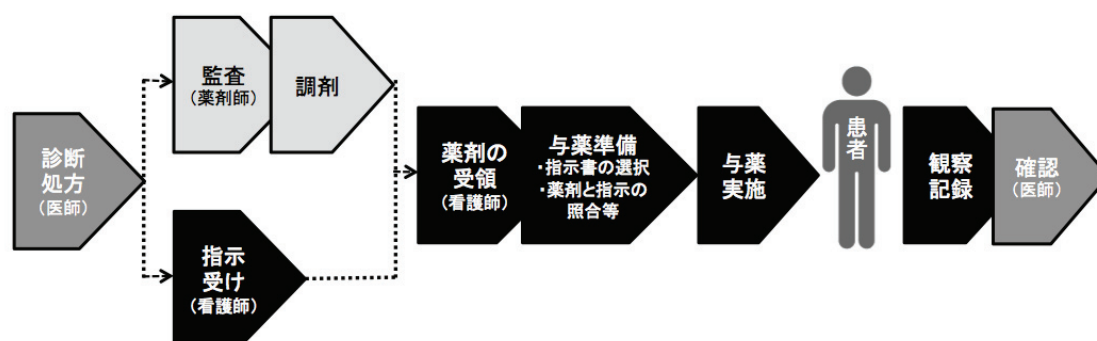 診断
処方
(医師)
監査
(薬剤師)
調剤
指示
受け
(看護師)
薬剤の
受領
(看護師)
与薬準備
・指示書の選択
・薬剤と指示の
照合等
与薬
実施
患者
観察
記録
確認
(医師)